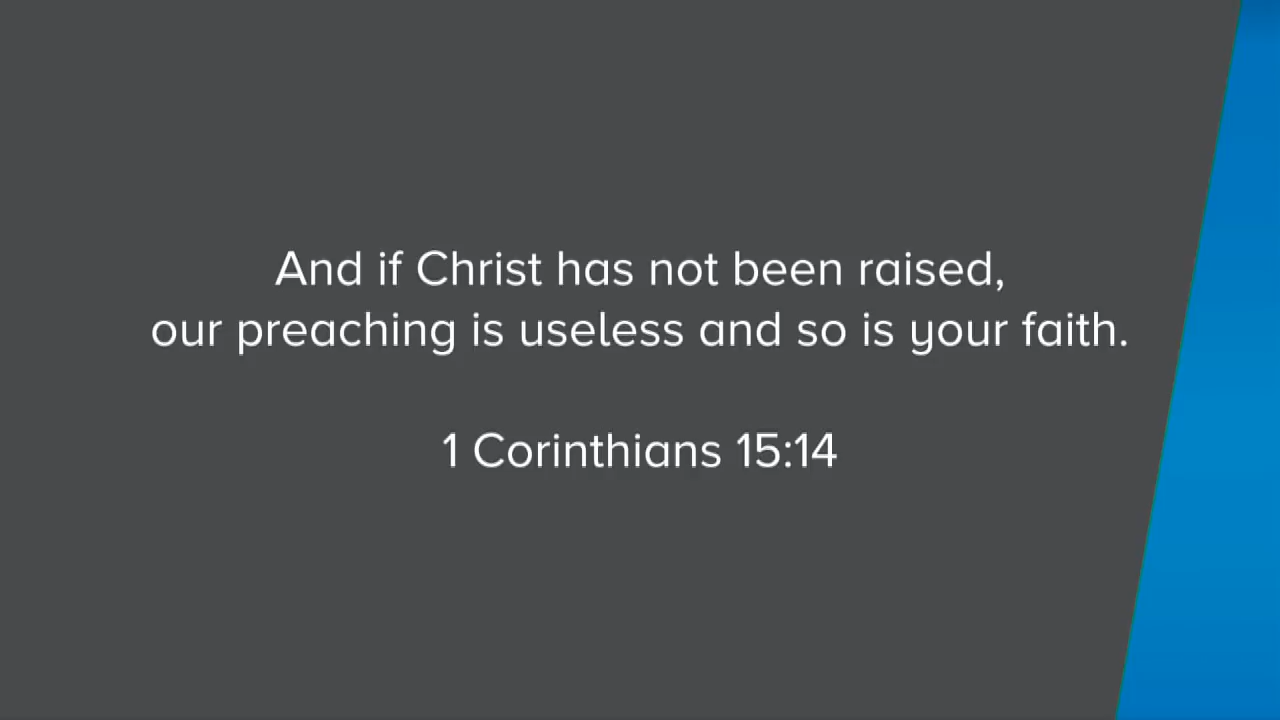 And if Christ has not been raised,
our preaching is useless and so is your faith.
1 Corinthians 15:14